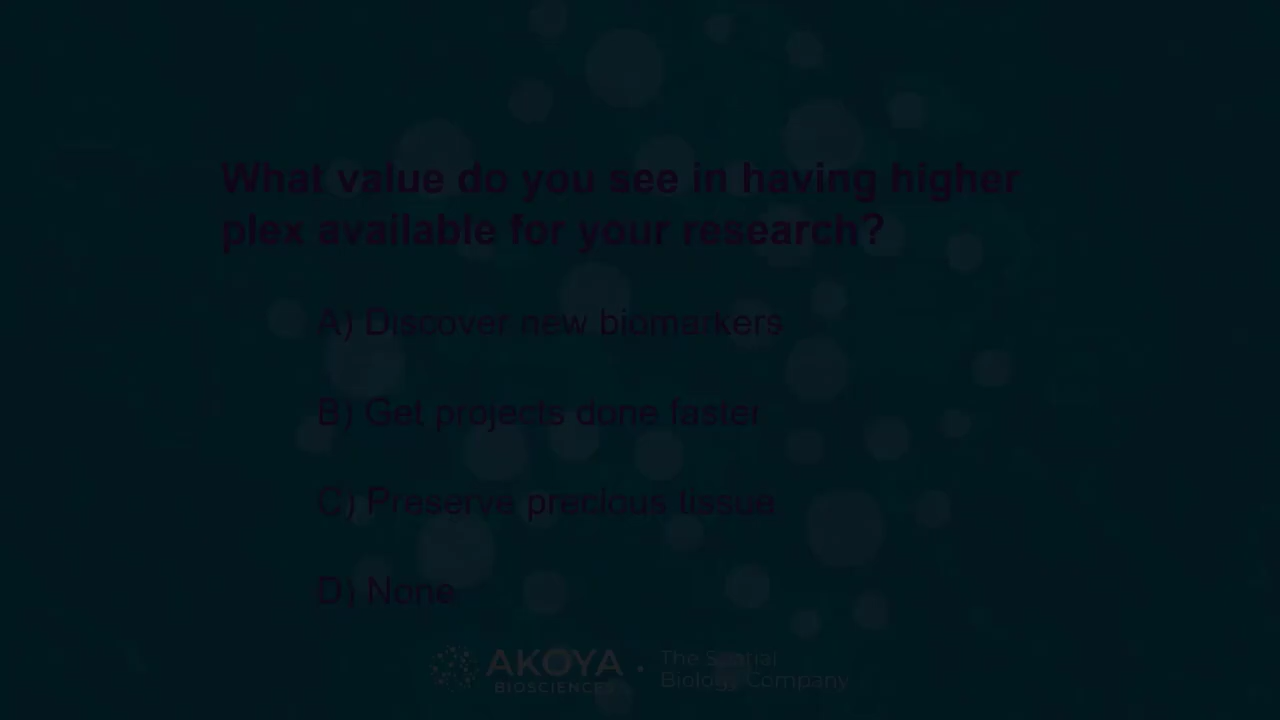 What value do you see in having higher
plex available for your research?
A) Discover new biomarkers
B) Get projects done faster
C) Preserve precious tissue
D) None
AKOYA
BIOSCIENCES
The Spatial
Biology Company